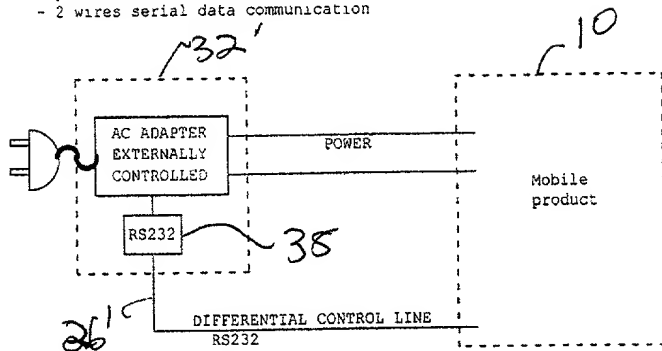 - 2 wires serial data communication
32'
10
AC ADAPTER
EXTERNALLY
CONTROLLED
POWER
Mobile
product
RS232
38
26'
DIFFERENTIAL CONTROL LINE
RS232